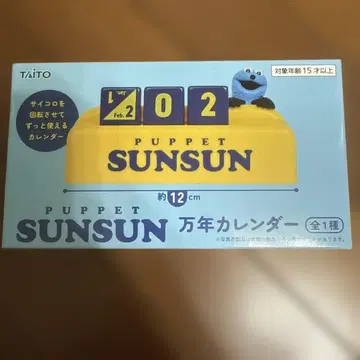 TAITO
対象年齢15才以上
サイコロを
回転させて
ずっと使える
カレンダー
Jan. 1
Feb. 2
0 2
PUPPET
SUNSUN
約12cm
PUPPET
SUNSUN 万年カレンダー 全1種